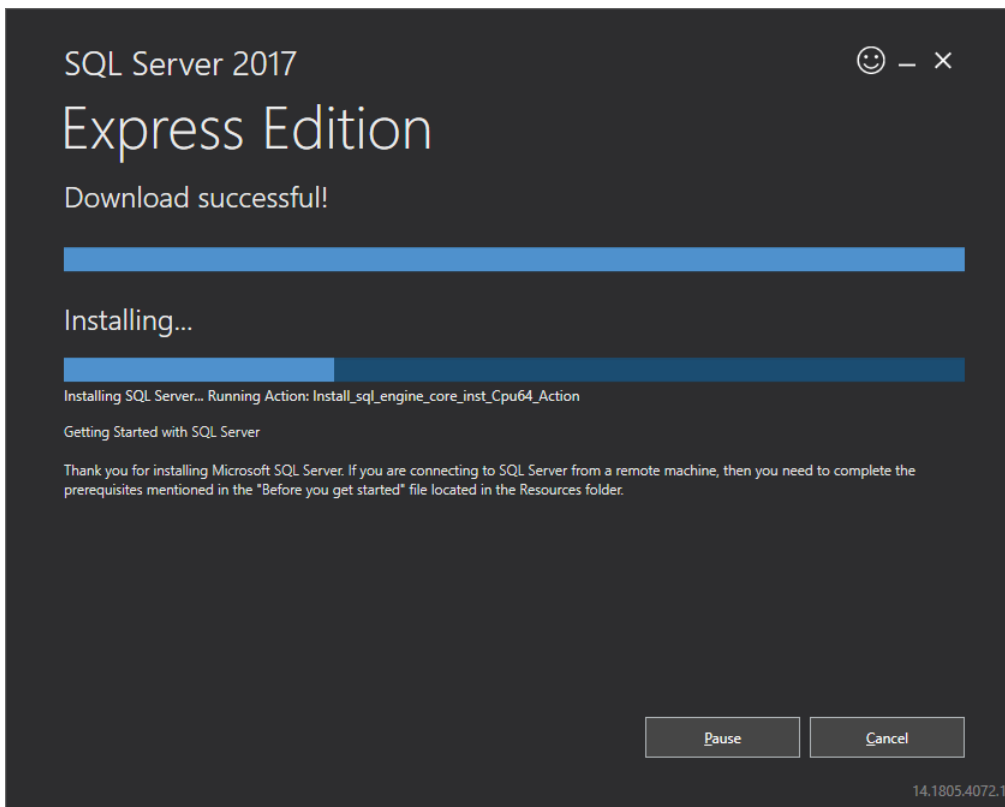 SQL Server 2017
Express Edition
Download successful!
Installing...
Installing SQL Server... Running Action: Install_sql_engine_core_inst_Cpu64_Action
Getting Started with SQL Server
Thank you for installing Microsoft SQL Server. If you are connecting to SQL Server from a remote machine, then you need to complete the
prerequisites mentioned in the "Before you get started" file located in the Resources folder.
Pause
Cancel
14.1805.4072.1